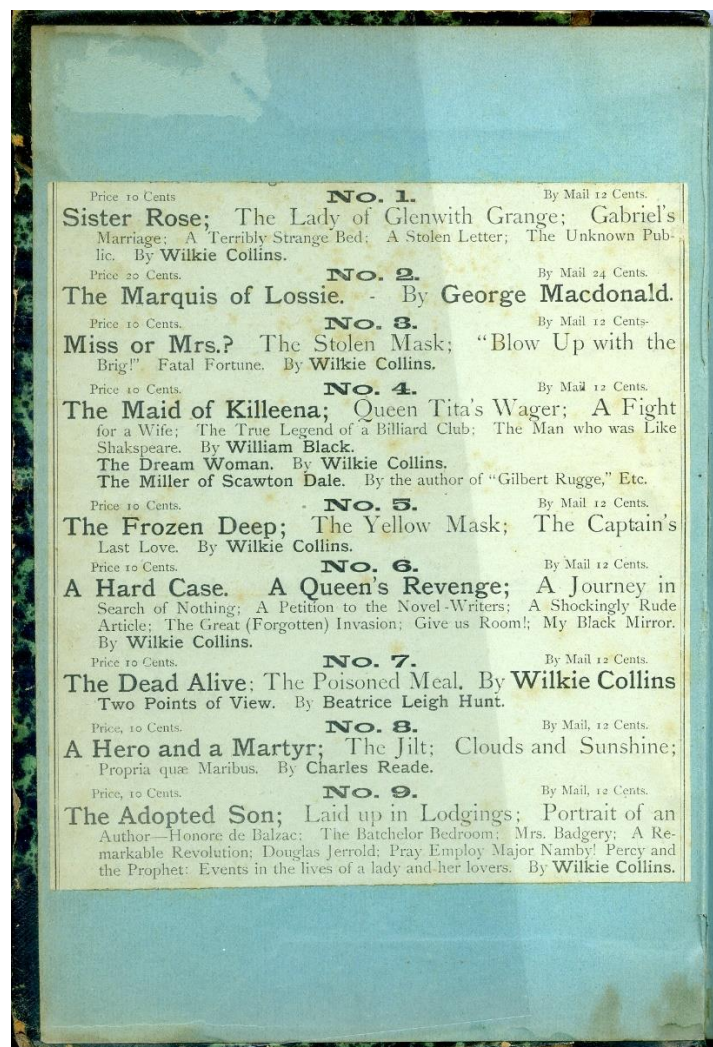 Price 10 Cents No. 1. By Mail 12 Cents.
Sister Rose; The Lady of Glenwith Grange; Gabriel's
Marriage; A Terribly Strange Bed; A Stolen Letter; The Unknown Pub-
lic. By Wilkie Collins.
Price 20 Cents. No. 2. By Mail 24 Cents.
The Marquis of Lossie. - By George Macdonald.
Price 10 Cents. No. 3. By Mail 12 Cents-
Miss or Mrs.? The Stolen Mask; "Blow Up with the
Brig!" Fatal Fortune. By Wilkie Collins.
Price 10 Cents. No. 4. By Mail 12 Cents.
The Maid of Killeena; Queen Tita's Wager; A Fight
for a Wife; The True Legend of a Billiard Club; The Man who was Like
Shakspeare. By William Black.
The Dream Woman. By Wilkie Collins.
The Miller of Scawton Dale. By the author of "Gilbert Rugge," Etc.
Price 10 Cents. No. 5. By Mail 12 Cents.
The Frozen Deep; The Yellow Mask; The Captain's
Last Love. By Wilkie Collins.
Price 10 Cents. No. 6. By Mail 12 Cents.
A Hard Case. A Queen's Revenge; A Journey in
Search of Nothing; A Petition to the Novel-Writers; A Shockingly Rude
Article; The Great (Forgotten) Invasion; Give us Room!; My Black Mirror.
By Wilkie Collins.
Price 10 Cents. No. 7. By Mail 12 Cents.
The Dead Alive; The Poisoned Meal. By Wilkie Collins
Two Points of View. By Beatrice Leigh Hunt.
Price, 10 Cents. No. 8. By Mail, 12 Cents.
A Hero and a Martyr; The Jilt; Clouds and Sunshine;
Propria quæ Maribus. By Charles Reade.
Price, 10 Cents. No. 9. By Mail, 12 Cents.
The Adopted Son; Laid up in Lodgings; Portrait of an
Author—Honore de Balzac; The Batchelor Bedroom; Mrs. Badgery; A Re-
markable Revolution; Douglas Jerrold; Pray Employ Major Namby! Percy and
the Prophet: Events in the lives of a lady and her lovers. By Wilkie Collins.